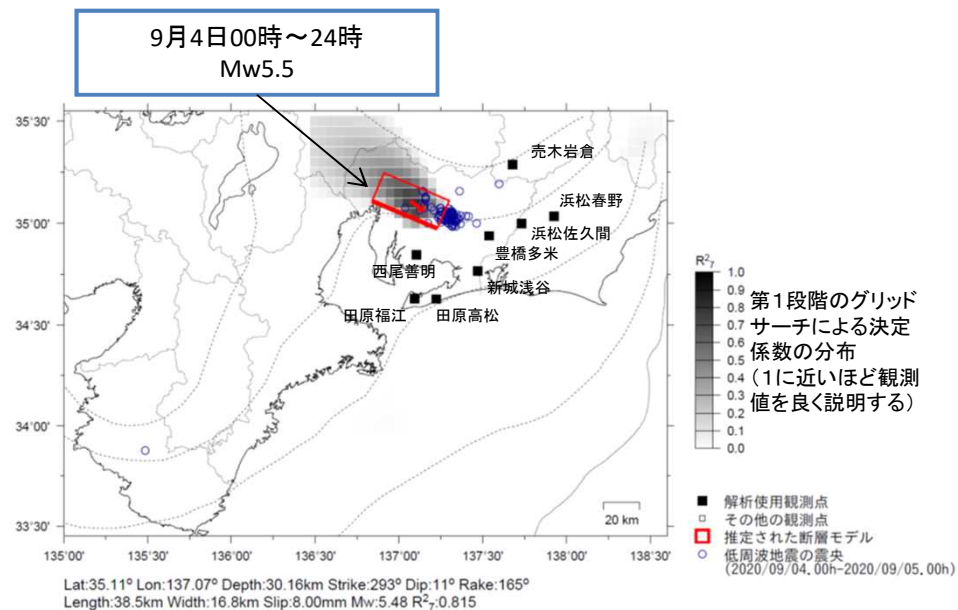 9月4日00時～24時
Mw5.5
35°30'
35°00'
34°30'
34°00'
33°30'
135°00'
135°30'
136°00'
136°30'
137°00'
137°30'
138°00'
138°30'
売木岩倉
浜松春野
浜松佐久間
豊橋多米
西尾善明
新城浅谷
田原福江
田原高松
20 km
R²₇
1.0
0.9
0.8
0.7
0.6
0.5
0.4
0.3
0.2
0.1
0.0
第1段階のグリッド
サーチによる決定
係数の分布
（1に近いほど観測
値を良く説明する）
解析使用観測点
その他の観測点
推定された断層モデル
低周波地震の震央
(2020/09/04.00h-2020/09/05.00h)
Lat:35.11° Lon:137.07° Depth:30.16km Strike:293° Dip:11° Rake:165°
Length:38.5km Width:16.8km Slip:8.00mm Mw:5.48 R²₇:0.815